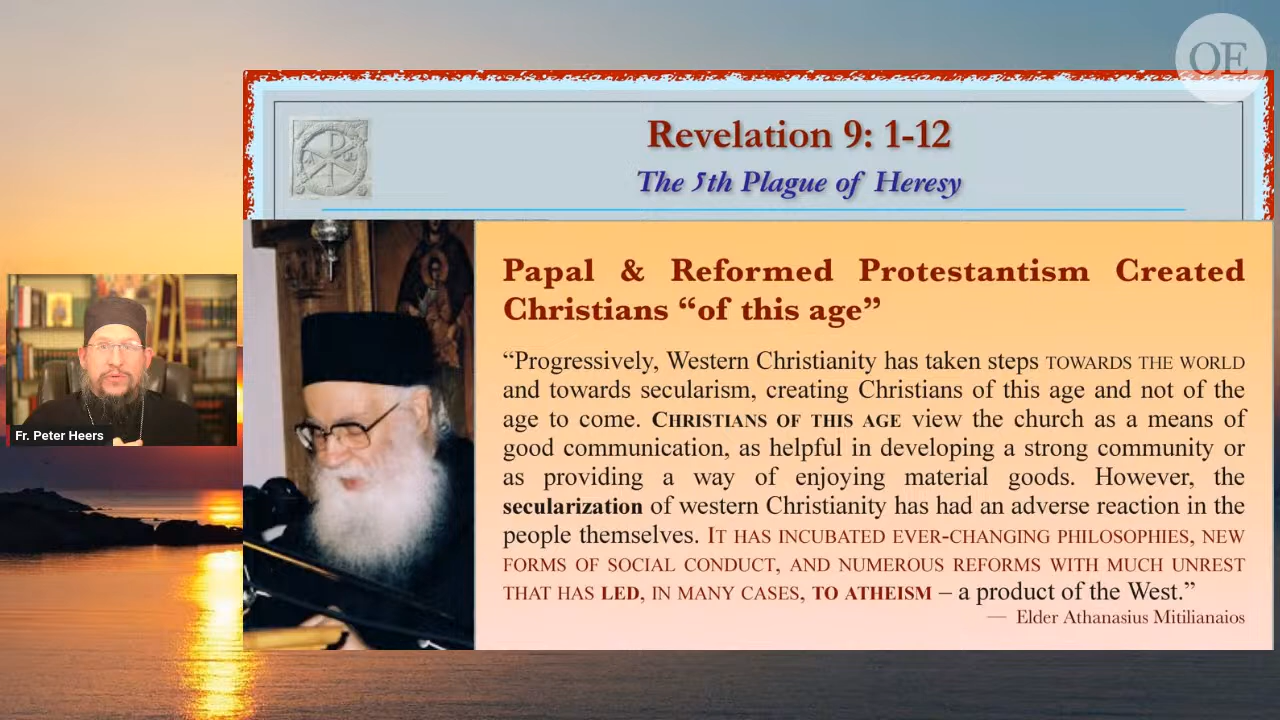 OE
Revelation 9: 1-12
The 5th Plague of Heresy
Papal & Reformed Protestantism Created
Christians “of this age”
“Progressively, Western Christianity has taken steps TOWARDS THE WORLD
and towards secularism, creating Christians of this age and not of the
age to come. CHRISTIANS OF THIS AGE view the church as a means of
good communication, as helpful in developing a strong community or
as providing a way of enjoying material goods. However, the
secularization of western Christianity has had an adverse reaction in the
people themselves. IT HAS INCUBATED EVER-CHANGING PHILOSOPHIES, NEW
FORMS OF SOCIAL CONDUCT, AND NUMEROUS REFORMS WITH MUCH UNREST
THAT HAS LED, IN MANY CASES, TO ATHEISM – a product of the West.”
— Elder Athanasius Mitilianaios
Fr. Peter Heers